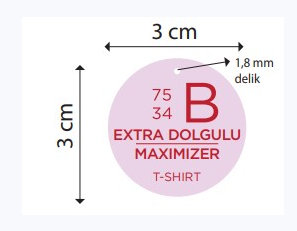 3 cm
1,8 mm
delik
3 cm
75 B
34
EXTRA DOLGULU
MAXIMIZER
T-SHIRT